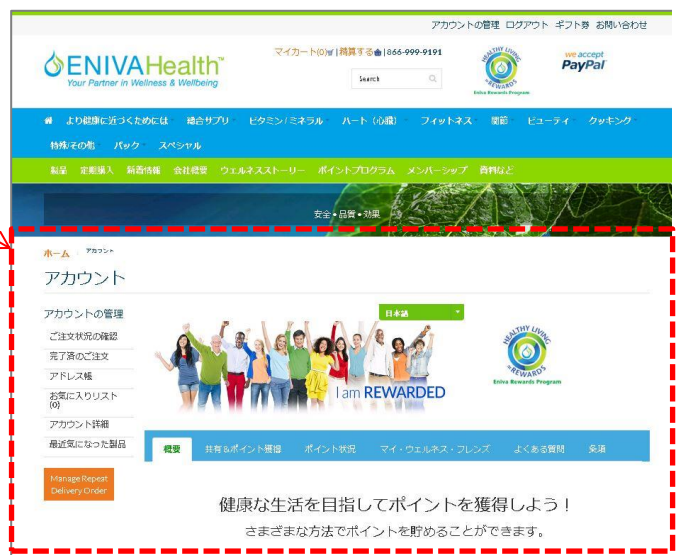 アカウントの管理 ログアウト ギフト券 お問い合わせ
マイカート(0) | 精算する | 866-999-9191
ENIVAHealth™
Your Partner in Wellness & Wellbeing
Search
HEALTHY LIVING REWARDS
Eniva Rewards Program
we accept
PayPal
より健康に近づくためには 総合サプリ ビタミン/ミネラル ハート (心臓) フィットネス 関節 ビューティ クッキング
特殊/その他 パック スペシャル
製品 定期購入 新着情報 会社概要 ウェルネスストーリー ポイントプログラム メンバーシップ 資料など
安全・品質・効果
ホーム アカウント
アカウント
アカウントの管理
ご注文状況の確認
完了済のご注文
アドレス帳
お気に入りリスト
(0)
アカウント詳細
最近気になった製品
Manage Repeat
Delivery Order
日本語
I am REWARDED
HEALTHY LIVING REWARDS
Eniva Rewards Program
概要 共有&ポイント獲得 ポイント状況 マイ・ウェルネス・フレンズ よくある質問 条項
健康な生活を目指してポイントを獲得しよう！
さまざまな方法でポイントを貯めることができます。